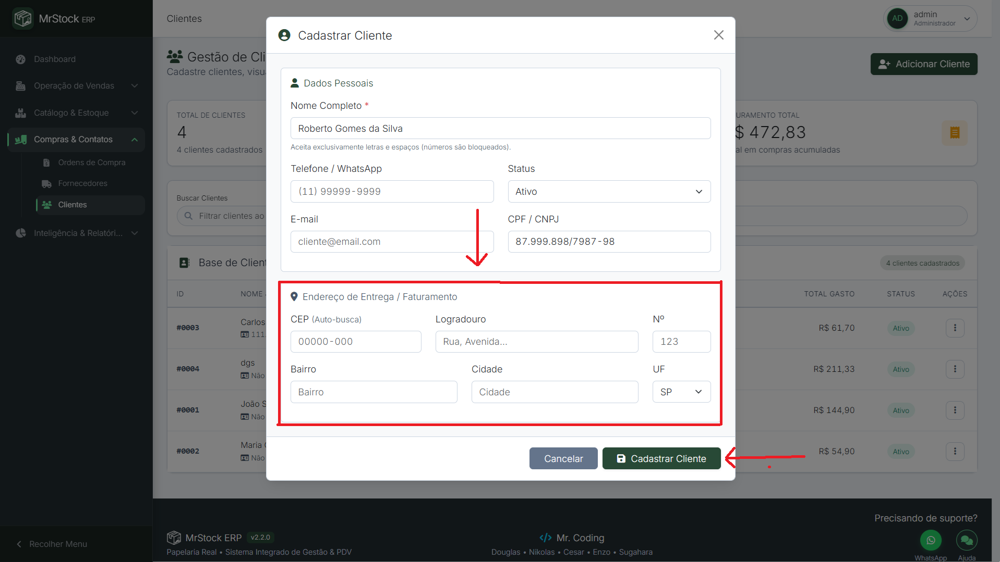 MrStock ERP
Clientes
AD
admin
Administrador
Dashboard
Operação de Vendas
Catálogo & Estoque
Compras & Contatos
Ordens de Compra
Fornecedores
Clientes
Inteligência & Relatóri...
Recolher Menu
Gestão de Cli
Cadastre clientes, visu
Adicionar Cliente
TOTAL DE CLIENTES
4
4 clientes cadastrados
URAMENTO TOTAL
$ 472,83
al em compras acumuladas
Buscar Clientes
Filtrar clientes ao
Base de Client
4 clientes cadastrados
ID
NOME
TOTAL GASTO
STATUS
AÇÕES
#0003
Carlos
111.
R$ 61,70
Ativo
#0004
dgs
Não
R$ 211,33
Ativo
#0001
João S
Não
R$ 144,90
Ativo
#0002
Maria
Não
R$ 54,90
Ativo
Cadastrar Cliente
Dados Pessoais
Nome Completo *
Roberto Gomes da Silva
Aceita exclusivamente letras e espaços (números são bloqueados).
Telefone / WhatsApp
Status
(11) 99999-9999
Ativo
E-mail
CPF / CNPJ
cliente@email.com
87.999.898/7987-98
Endereço de Entrega / Faturamento
CEP (Auto-busca)
Logradouro
Nº
00000-000
Rua, Avenida...
123
Bairro
Cidade
UF
Bairro
Cidade
SP
Cancelar
Cadastrar Cliente
MrStock ERP v2.2.0
Papelaria Real • Sistema Integrado de Gestão & PDV
</> Mr. Coding
Douglas • Nikolas • Cesar • Enzo • Sugahara
Precisando de suporte?
WhatsApp
Ajuda